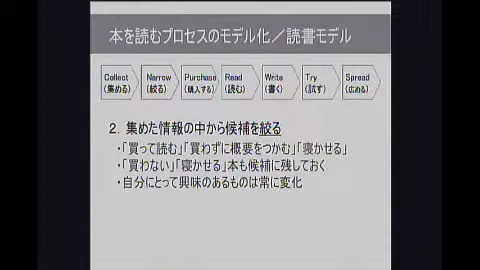 本を読むプロセスのモデル化／読書モデル
Collect Narrow Purchase Read Write Try Spread
(集める) (絞る) (購入する) (読む) (書く) (試す) (広める)
2. 集めた情報の中から候補を絞る
・「買って読む」「買わずに概要をつかむ」「寝かせる」
・「買わない」「寝かせる」本も候補に残しておく
・自分にとって興味のあるものは常に変化